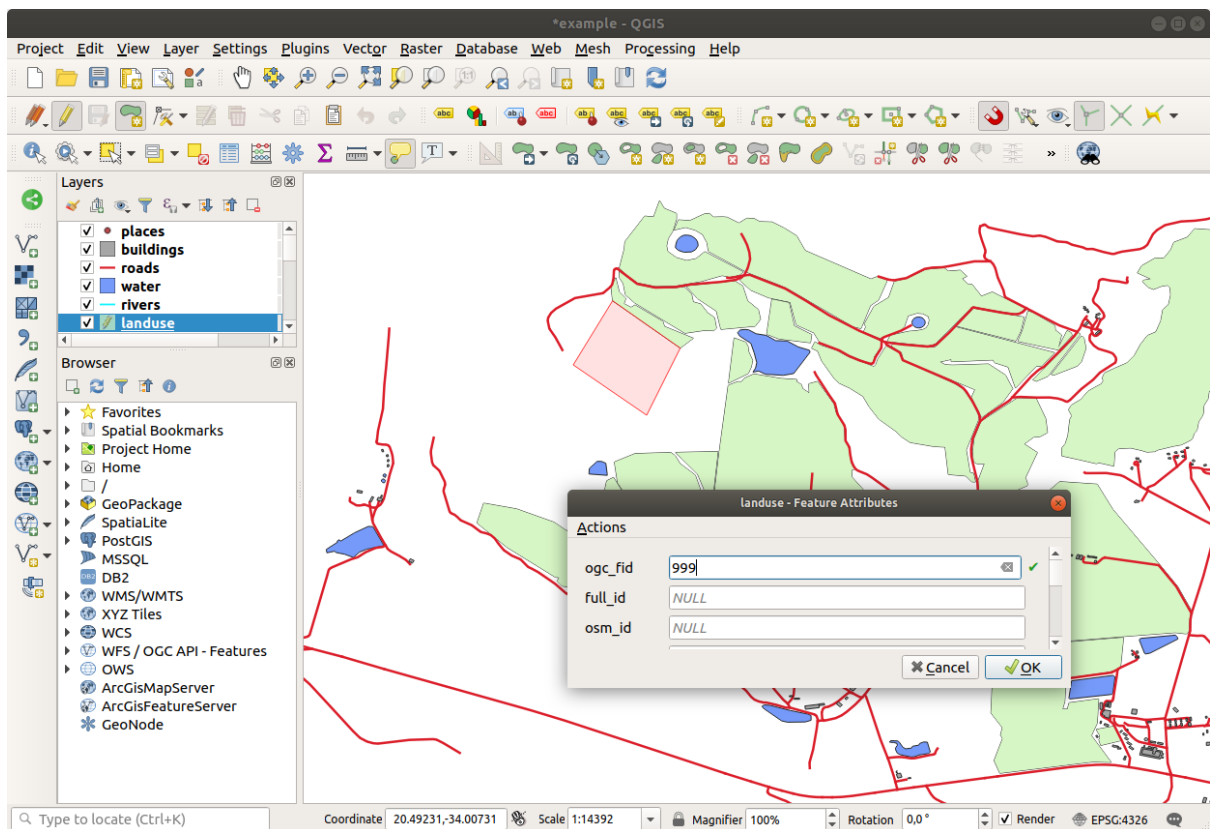 *example - QGIS
Project Edit View Layer Settings Plugins Vector Raster Database Web Mesh Processing Help
Layers
places
buildings
roads
water
rivers
landuse
Browser
Favorites
Spatial Bookmarks
Project Home
Home
/
GeoPackage
SpatiaLite
PostGIS
MSSQL
DB2
WMS/WMTS
XYZ Tiles
WCS
WFS / OGC API - Features
OWS
ArcGisMapServer
ArcGisFeatureServer
GeoNode
landuse - Feature Attributes
Actions
ogc_fid 999
full_id NULL
osm_id NULL
Cancel OK
Type to locate (Ctrl+K) Coordinate 20.49231,-34.00731 Scale 1:14392 Magnifier 100% Rotation 0,0 ° Render EPSG:4326